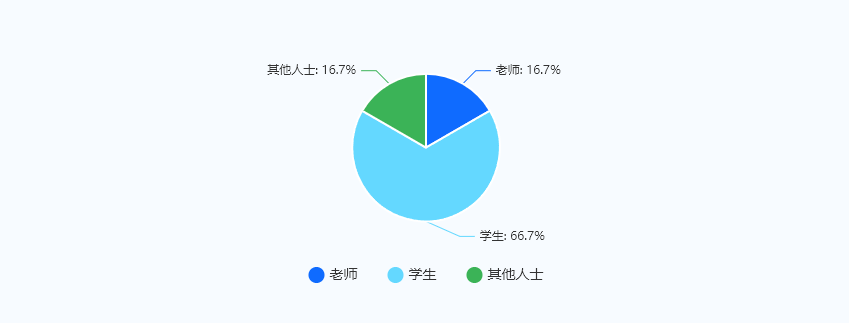 其他人士: 16.7%
老师: 16.7%
学生: 66.7%
老师
学生
其他人士